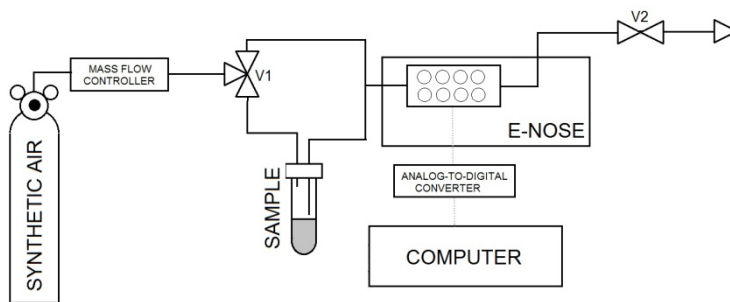 V2
MASS FLOW
CONTROLLER
V1
E-NOSE
SYNTHETIC AIR
SAMPLE
ANALOG-TO-DIGITAL
CONVERTER
COMPUTER